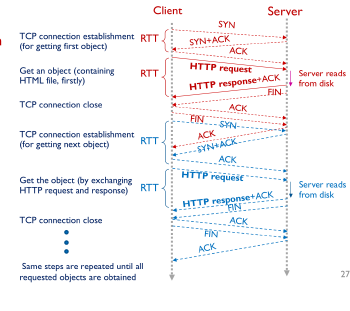 Client
Server
SYN
TCP connection establishment
(for getting first object)
RTT
SYN+ACK
ACK
Get an object (containing
HTML file, firstly)
RTT
HTTP request
HTTP response+ACK
Server reads
from disk
FIN
TCP connection close
ACK
FIN
SYN
TCP connection establishment
(for getting next object)
RTT
ACK
SYN+ACK
ACK
Get the object (by exchanging
HTTP request and response)
RTT
HTTP request
Server reads
from disk
HTTP response+ACK
FIN
TCP connection close
ACK
FIN
ACK
Same steps are repeated until all
requested objects are obtained
27